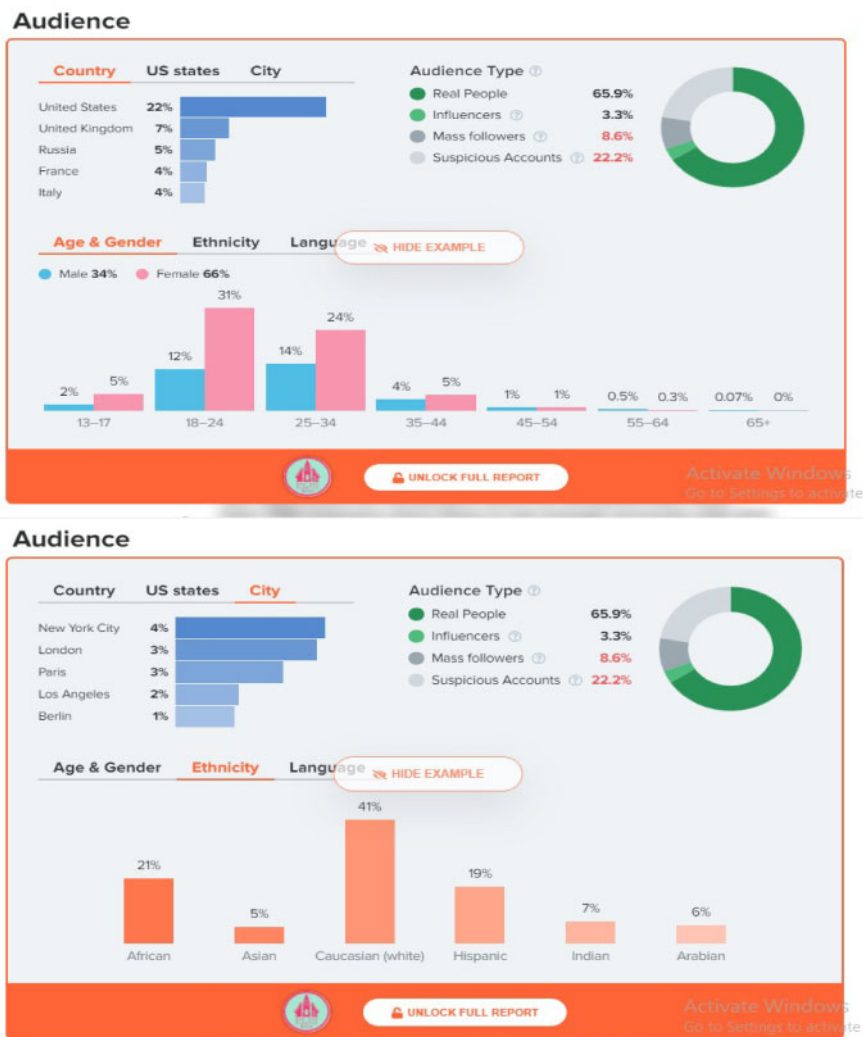 Audience
Country US states City
United States 22%
United Kingdom 7%
Russia 5%
France 4%
Italy 4%
Audience Type
Real People 65.9%
Influencers 3.3%
Mass followers 8.6%
Suspicious Accounts 22.2%
Age & Gender Ethnicity Language
HIDE EXAMPLE
Male 34% Female 66%
2% 5% 12% 31% 14% 24% 4% 5% 1% 1% 0.5% 0.3% 0.07% 0%
13–17 18–24 25–34 35–44 45–54 55–64 65+
UNLOCK FULL REPORT
Activate Windows
Go to Settings to activate
Audience
Country US states City
New York City 4%
London 3%
Paris 3%
Los Angeles 2%
Berlin 1%
Audience Type
Real People 65.9%
Influencers 3.3%
Mass followers 8.6%
Suspicious Accounts 22.2%
Age & Gender Ethnicity Language
HIDE EXAMPLE
21% 5% 41% 19% 7% 6%
African Asian Caucasian (white) Hispanic Indian Arabian
UNLOCK FULL REPORT
Activate Windows
Go to Settings to activate